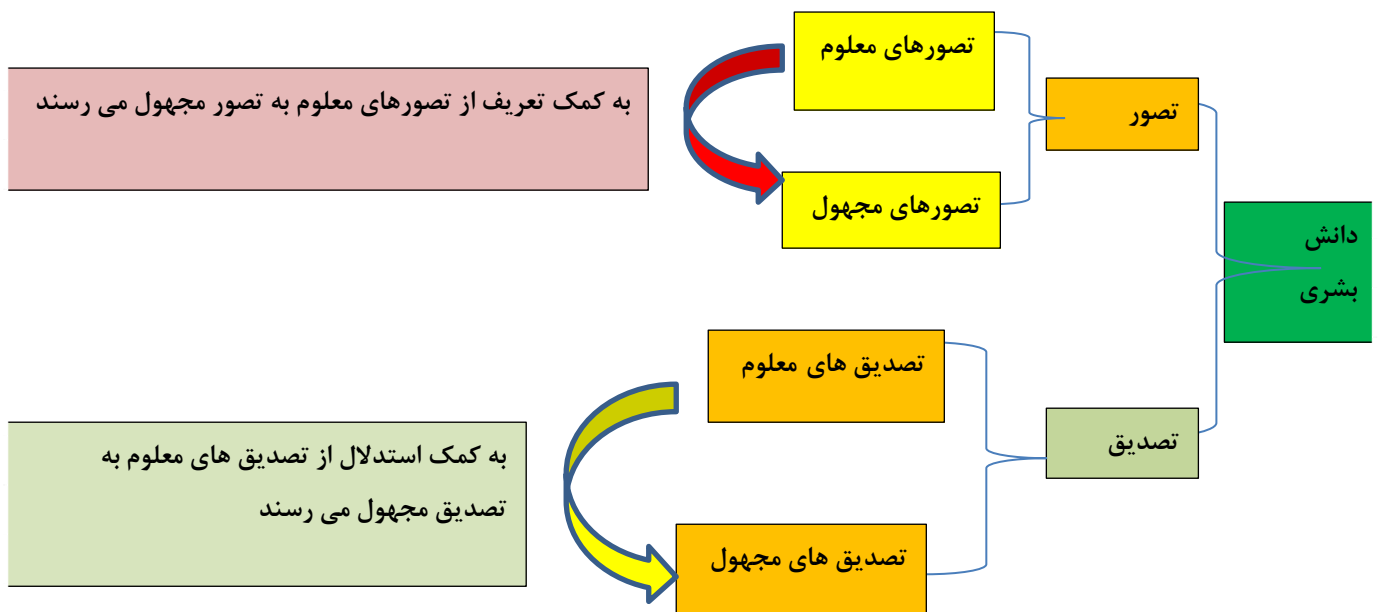 دانش
بشری
تصور
تصورهای معلوم
تصورهای مجهول
به کمک تعریف از تصورهای معلوم به تصور مجهول می رسند
تصدیق
تصدیق های معلوم
تصدیق های مجهول
به کمک استدلال از تصدیق های معلوم به
تصدیق مجهول می رسند